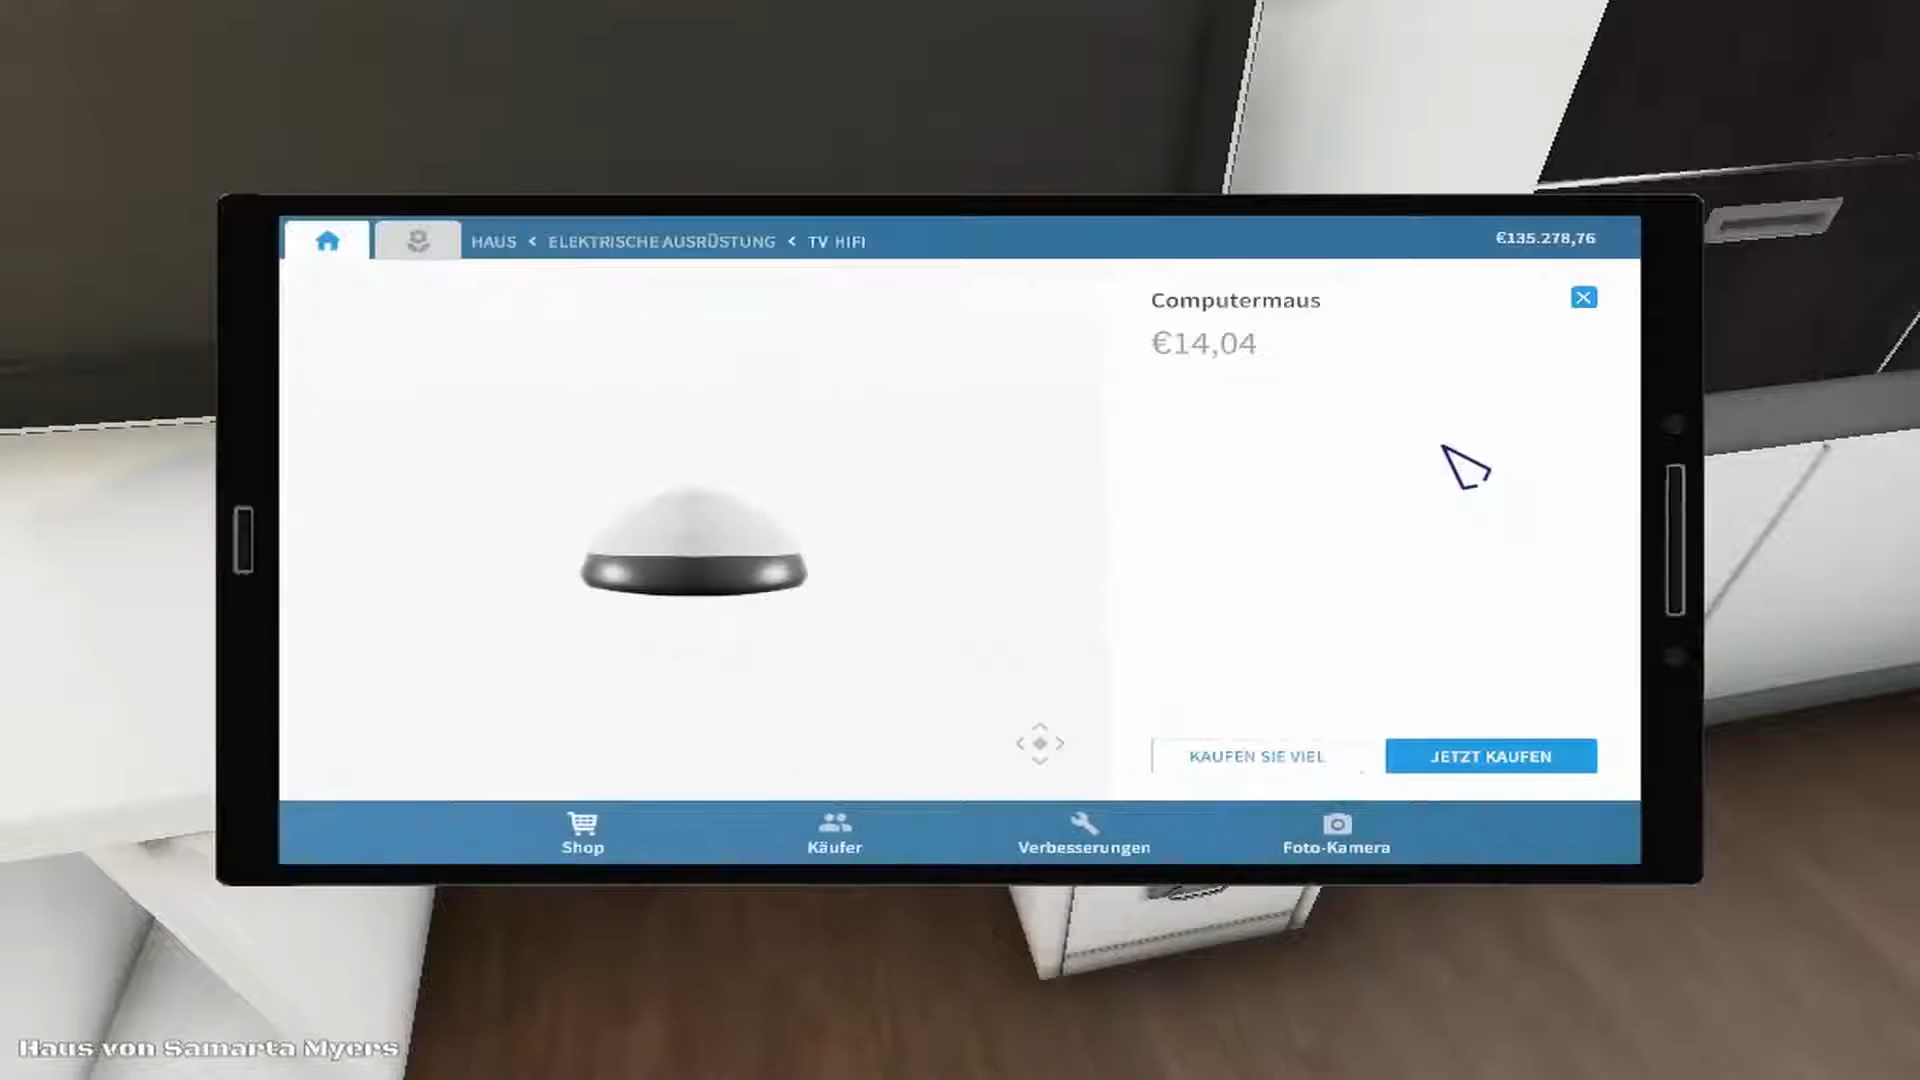 HAUS < ELEKTRISCHE AUSRÜSTUNG < TV HIFI
€135.278,76
Computermaus
€14,04
KAUFEN SIE VIEL
JETZT KAUFEN
Shop
Käufer
Verbesserungen
Foto-Kamera
Haus von Samarta Myers